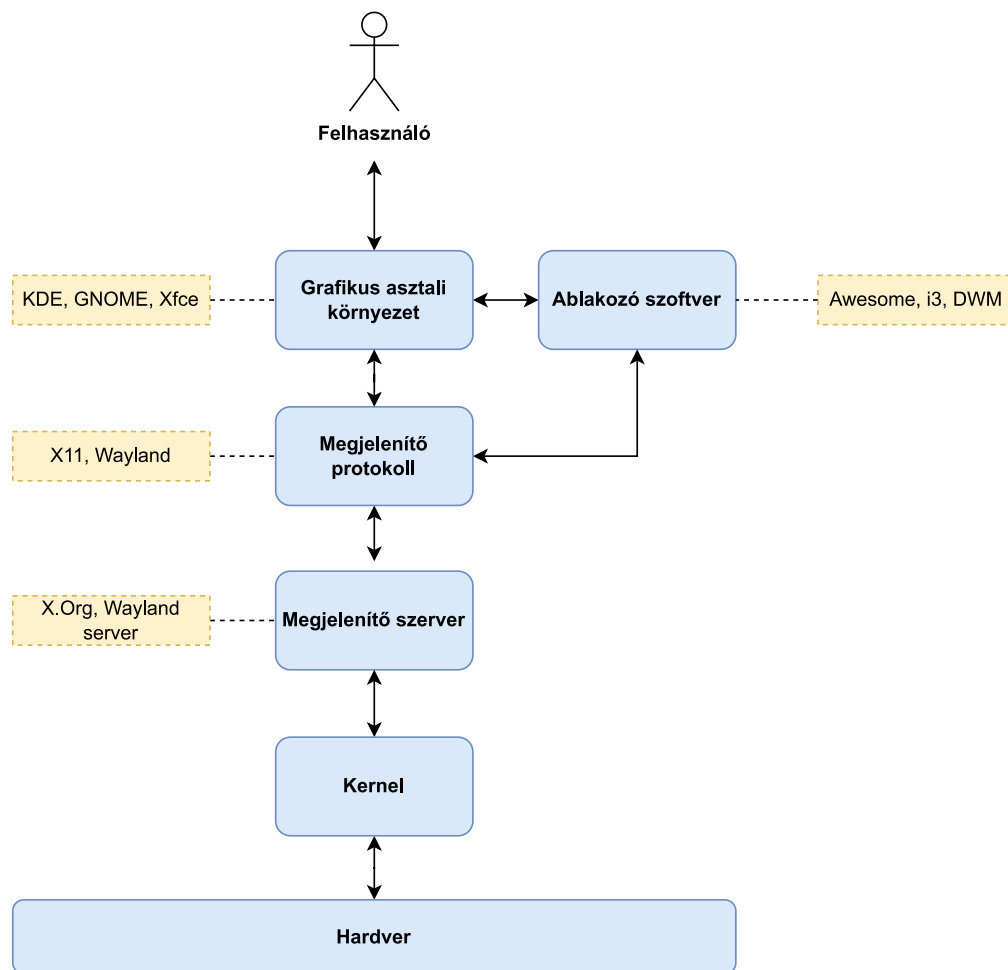 Felhasználó
KDE, GNOME, Xfce
Grafikus asztali
környezet
Ablakozó szoftver
Awesome, i3, DWM
X11, Wayland
Megjelenítő
protokoll
X.Org, Wayland
server
Megjelenítő szerver
Kernel
Hardver